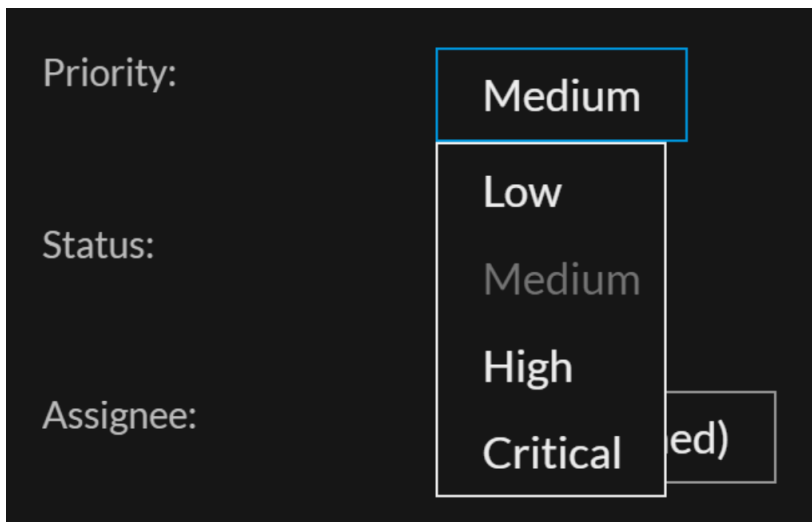 Priority:
Medium
Low
Status:
Medium
High
Assignee:
ed)
Critical